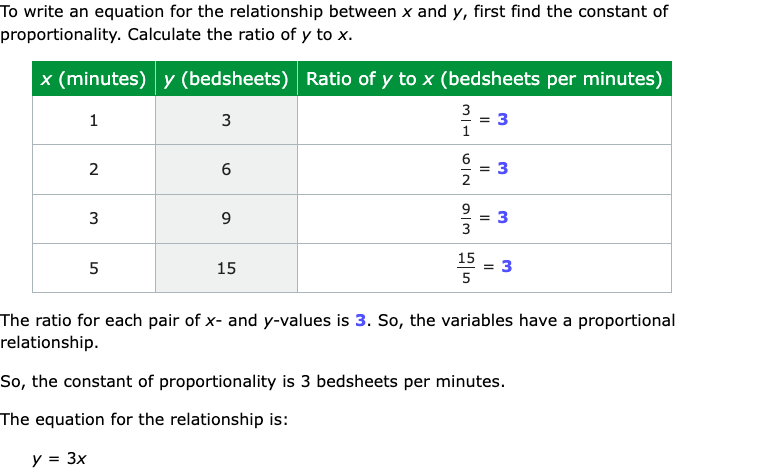 To write an equation for the relationship between x and y, first find the constant of
proportionality. Calculate the ratio of y to x.
x (minutes) y (bedsheets) Ratio of y to x (bedsheets per minutes)
1 3 3/1 = 3
2 6 6/2 = 3
3 9 9/3 = 3
5 15 15/5 = 3
The ratio for each pair of x- and y-values is 3. So, the variables have a proportional
relationship.
So, the constant of proportionality is 3 bedsheets per minutes.
The equation for the relationship is:
y = 3x